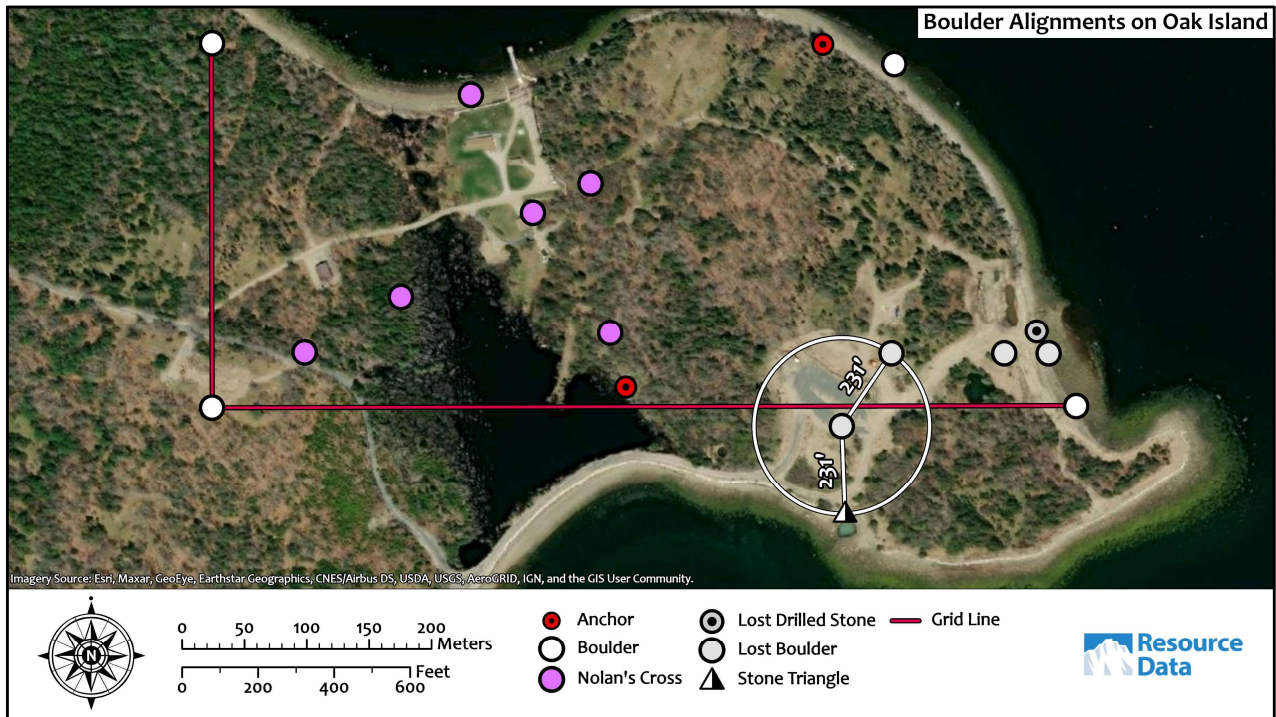 Boulder Alignments on Oak Island
231'
231'
Imagery Source: Esri, Maxar, GeoEye, Earthstar Geographics, CNES/Airbus DS, USDA, USGS, AeroGRID, IGN, and the GIS User Community.
N
0 50 100 150 200 Meters
Feet
0 200 400 600
Anchor
Boulder
Nolan's Cross
Lost Drilled Stone
Lost Boulder
Stone Triangle
Grid Line
Resource
Data